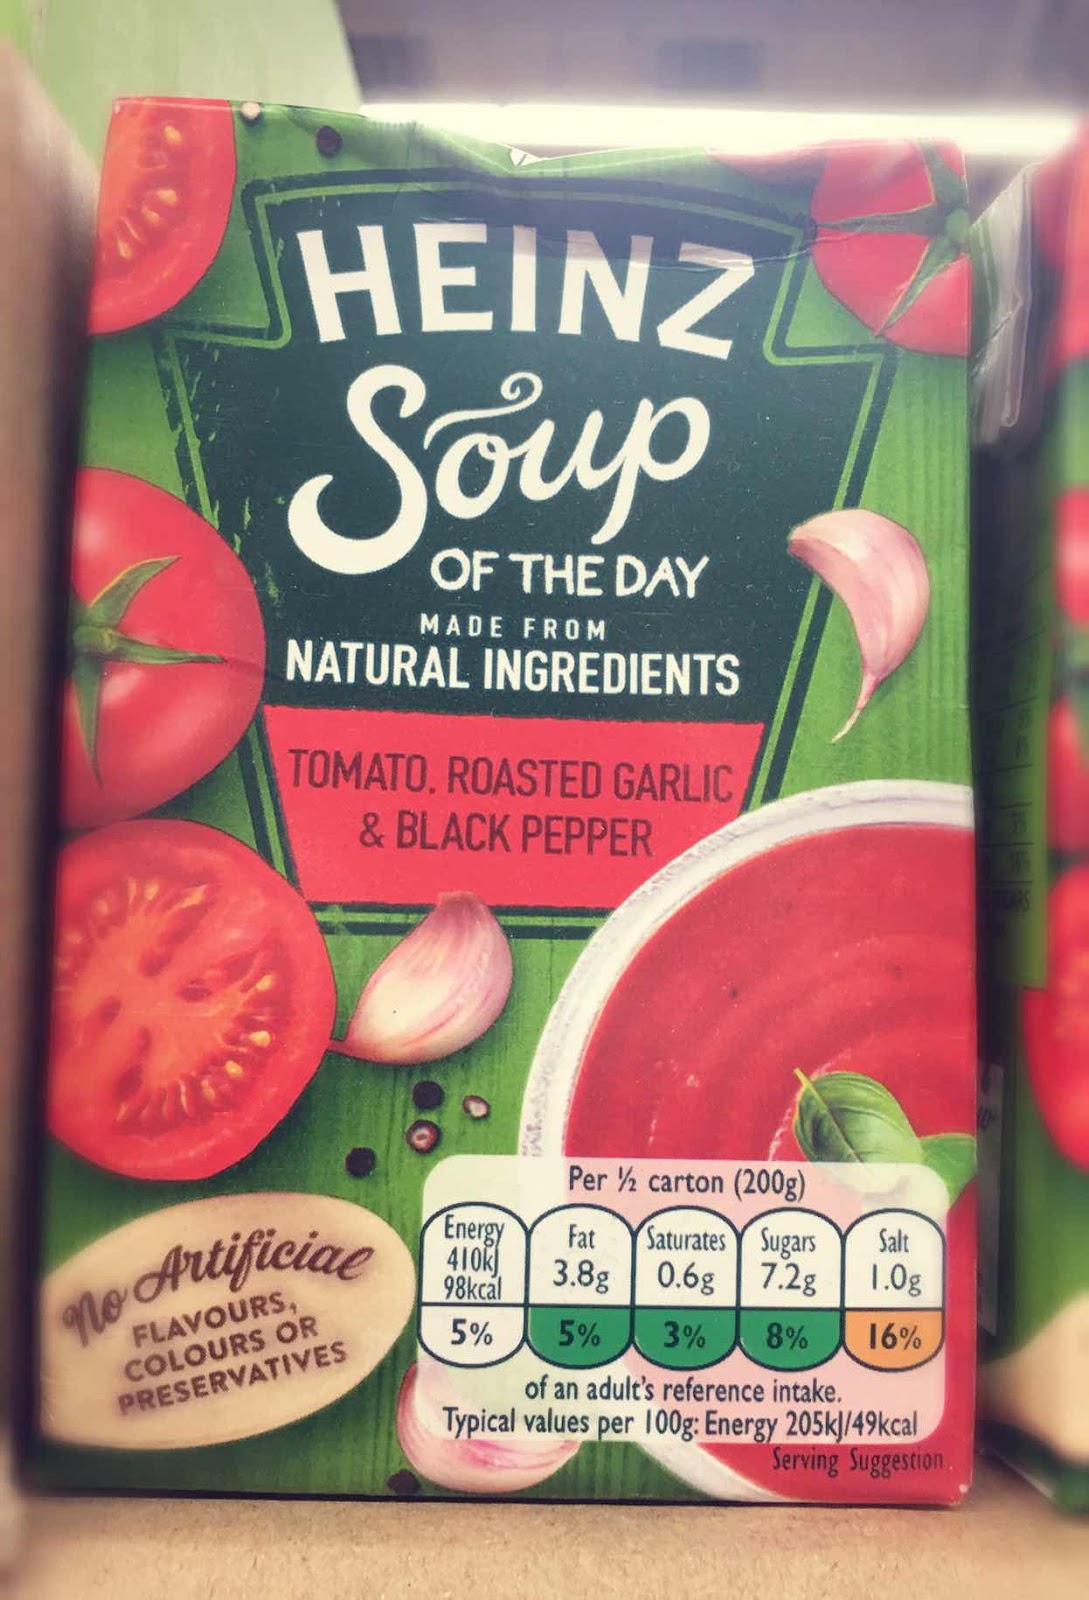 HEINZ
Soup
OF THE DAY
MADE FROM
NATURAL INGREDIENTS
TOMATO, ROASTED GARLIC
& BLACK PEPPER
No Artificial
FLAVOURS,
COLOURS OR
PRESERVATIVES
Per ½ carton (200g)
Energy Fat Saturates Sugars Salt
410kJ 3.8g 0.6g 7.2g 1.0g
98kcal
5% 5% 3% 8% 16%
of an adult's reference intake.
Typical values per 100g: Energy 205kJ/49kcal
Serving Suggestion